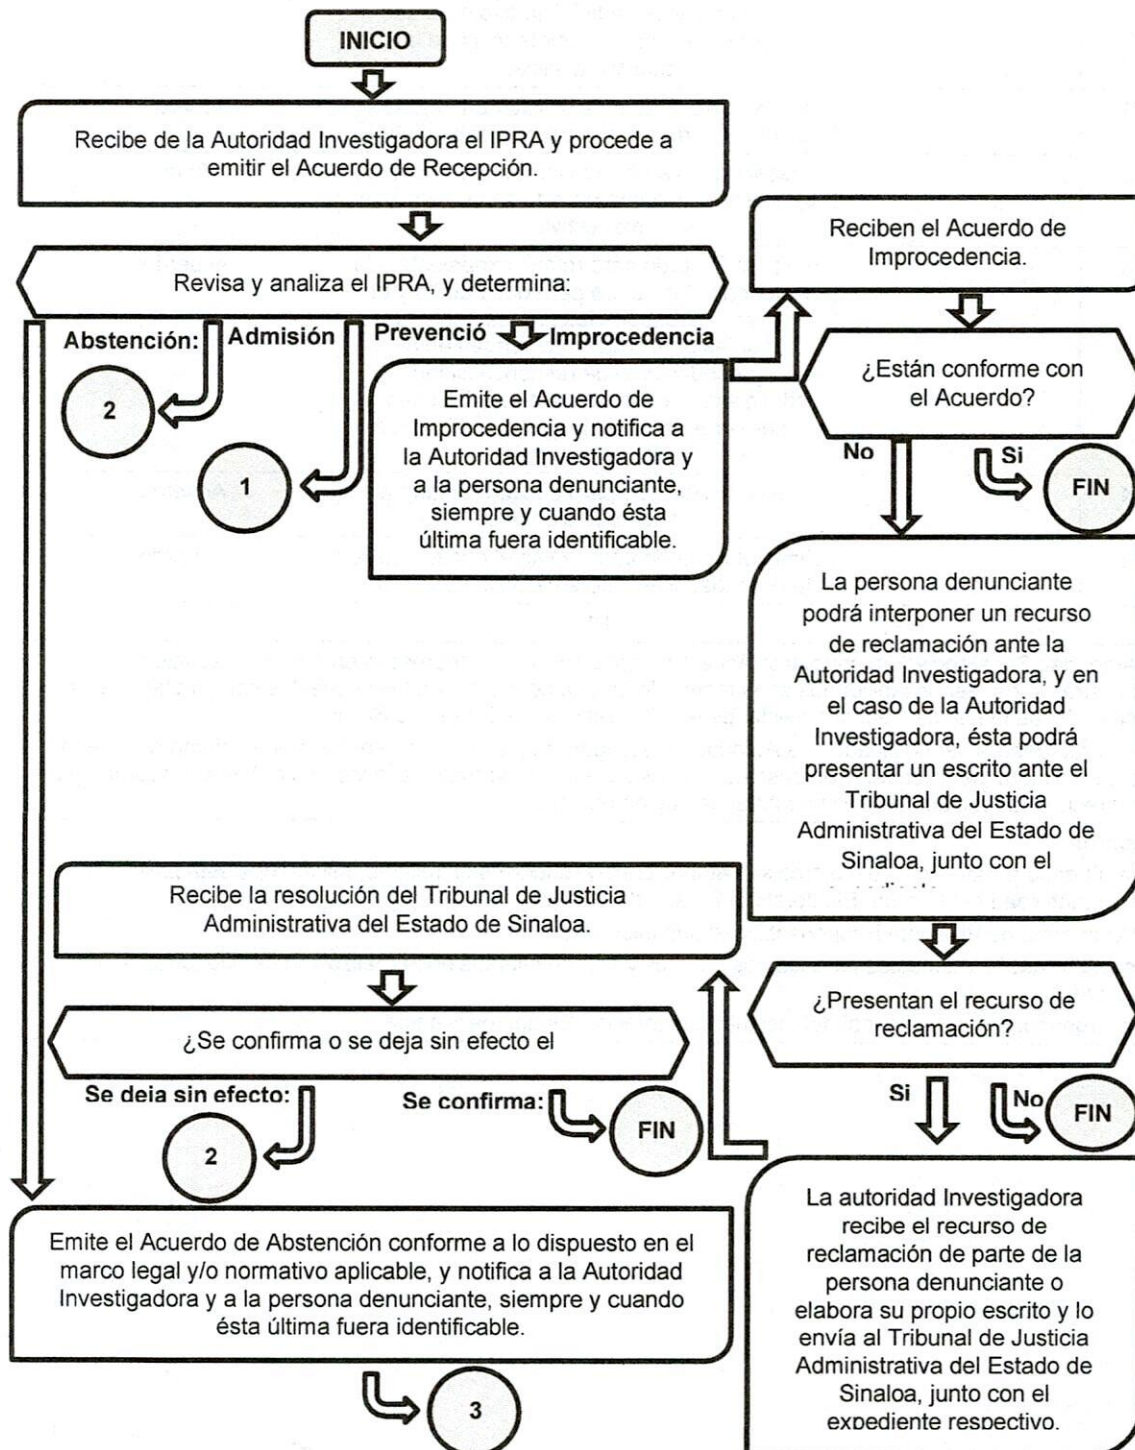 INICIO
Recibe de la Autoridad Investigadora el IPRA y procede a
emitir el Acuerdo de Recepción.
Revisa y analiza el IPRA, y determina:
Abstención:
Admisión
Prevenció
Improcedencia
2
1
Emite el Acuerdo de
Improcedencia y notifica a
la Autoridad Investigadora y
a la persona denunciante,
siempre y cuando ésta
última fuera identificable.
Reciben el Acuerdo de
Improcedencia.
¿Están conforme con
el Acuerdo?
No
Si
FIN
La persona denunciante
podrá interponer un recurso
de reclamación ante la
Autoridad Investigadora, y en
el caso de la Autoridad
Investigadora, ésta podrá
presentar un escrito ante el
Tribunal de Justicia
Administrativa del Estado de
Sinaloa, junto con el
¿Presentan el recurso de
reclamación?
Si
No
FIN
La autoridad Investigadora
recibe el recurso de
reclamación de parte de la
persona denunciante o
elabora su propio escrito y lo
envía al Tribunal de Justicia
Administrativa del Estado de
Sinaloa, junto con el
expediente respectivo.
Recibe la resolución del Tribunal de Justicia
Administrativa del Estado de Sinaloa.
¿Se confirma o se deja sin efecto el
Se deja sin efecto:
Se confirma:
2
FIN
Emite el Acuerdo de Abstención conforme a lo dispuesto en el
marco legal y/o normativo aplicable, y notifica a la Autoridad
Investigadora y a la persona denunciante, siempre y cuando
ésta última fuera identificable.
3